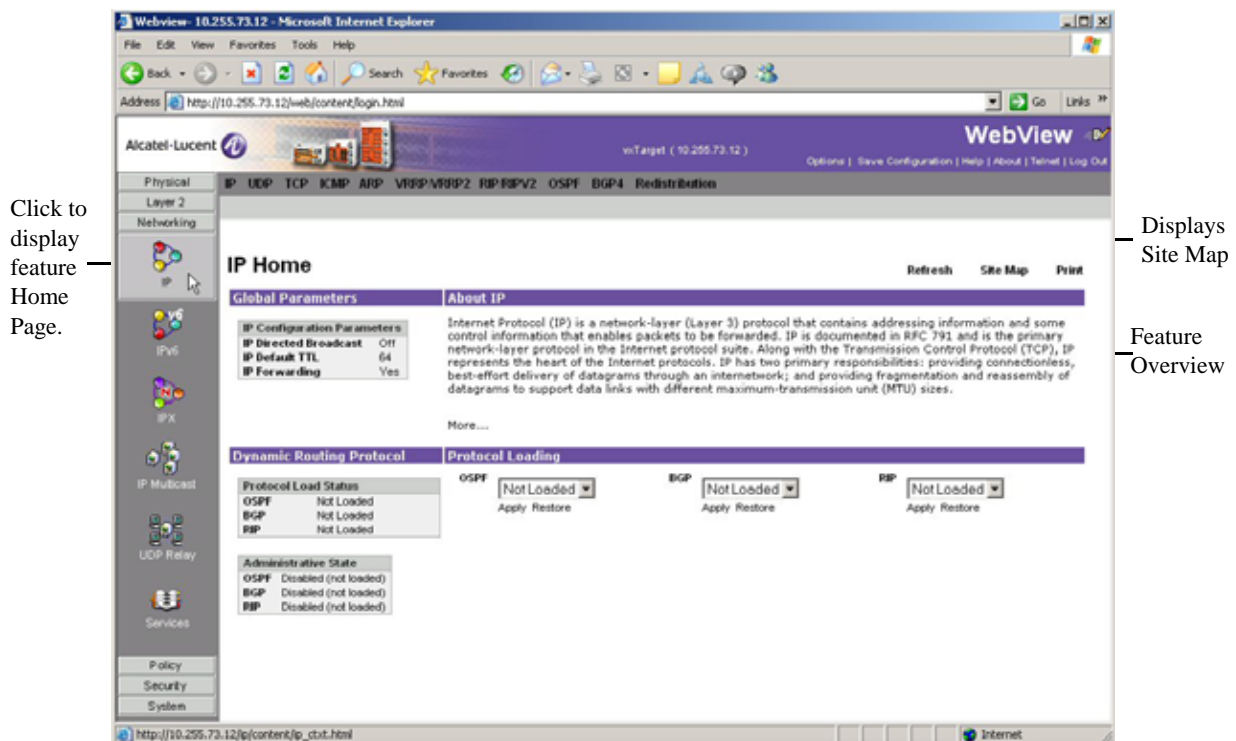 Webview- 10.255.73.12 - Microsoft Internet Explorer
File Edit View Favorites Tools Help
Back Search Favorites
Address http://10.255.73.12/web/content/login.html Go Links »
Alcatel-Lucent
vxTarget ( 10.255.73.12 )
WebView
Options | Save Configuration | Help | About | Telnet | Log Out
Physical
Layer 2
Networking
IP UDP TCP ICMP ARP VRRP/VRRP2 RIP/RIPV2 OSPF BGP4 Redistribution
Click to
display
feature
Home
Page.
IP
IPv6
IPX
IP Multicast
UDP Relay
Services
Policy
Security
System
IP Home
Refresh Site Map Print
Displays
Site Map
Global Parameters
IP Configuration Parameters
IP Directed Broadcast Off
IP Default TTL 64
IP Forwarding Yes
About IP
Internet Protocol (IP) is a network-layer (Layer 3) protocol that contains addressing information and some
control information that enables packets to be forwarded. IP is documented in RFC 791 and is the primary
network-layer protocol in the Internet protocol suite. Along with the Transmission Control Protocol (TCP), IP
represents the heart of the Internet protocols. IP has two primary responsibilities: providing connectionless,
best-effort delivery of datagrams through an internetwork; and providing fragmentation and reassembly of
datagrams to support data links with different maximum-transmission unit (MTU) sizes.
More....
Feature
Overview
Dynamic Routing Protocol
Protocol Load Status
OSPF Not Loaded
BGP Not Loaded
RIP Not Loaded
Administrative State
OSPF Disabled (not loaded)
BGP Disabled (not loaded)
RIP Disabled (not loaded)
Protocol Loading
OSPF Not Loaded
Apply Restore
BGP Not Loaded
Apply Restore
RIP Not Loaded
Apply Restore
http://10.255.73.12/ip/content/ip_ctxt.html
Internet